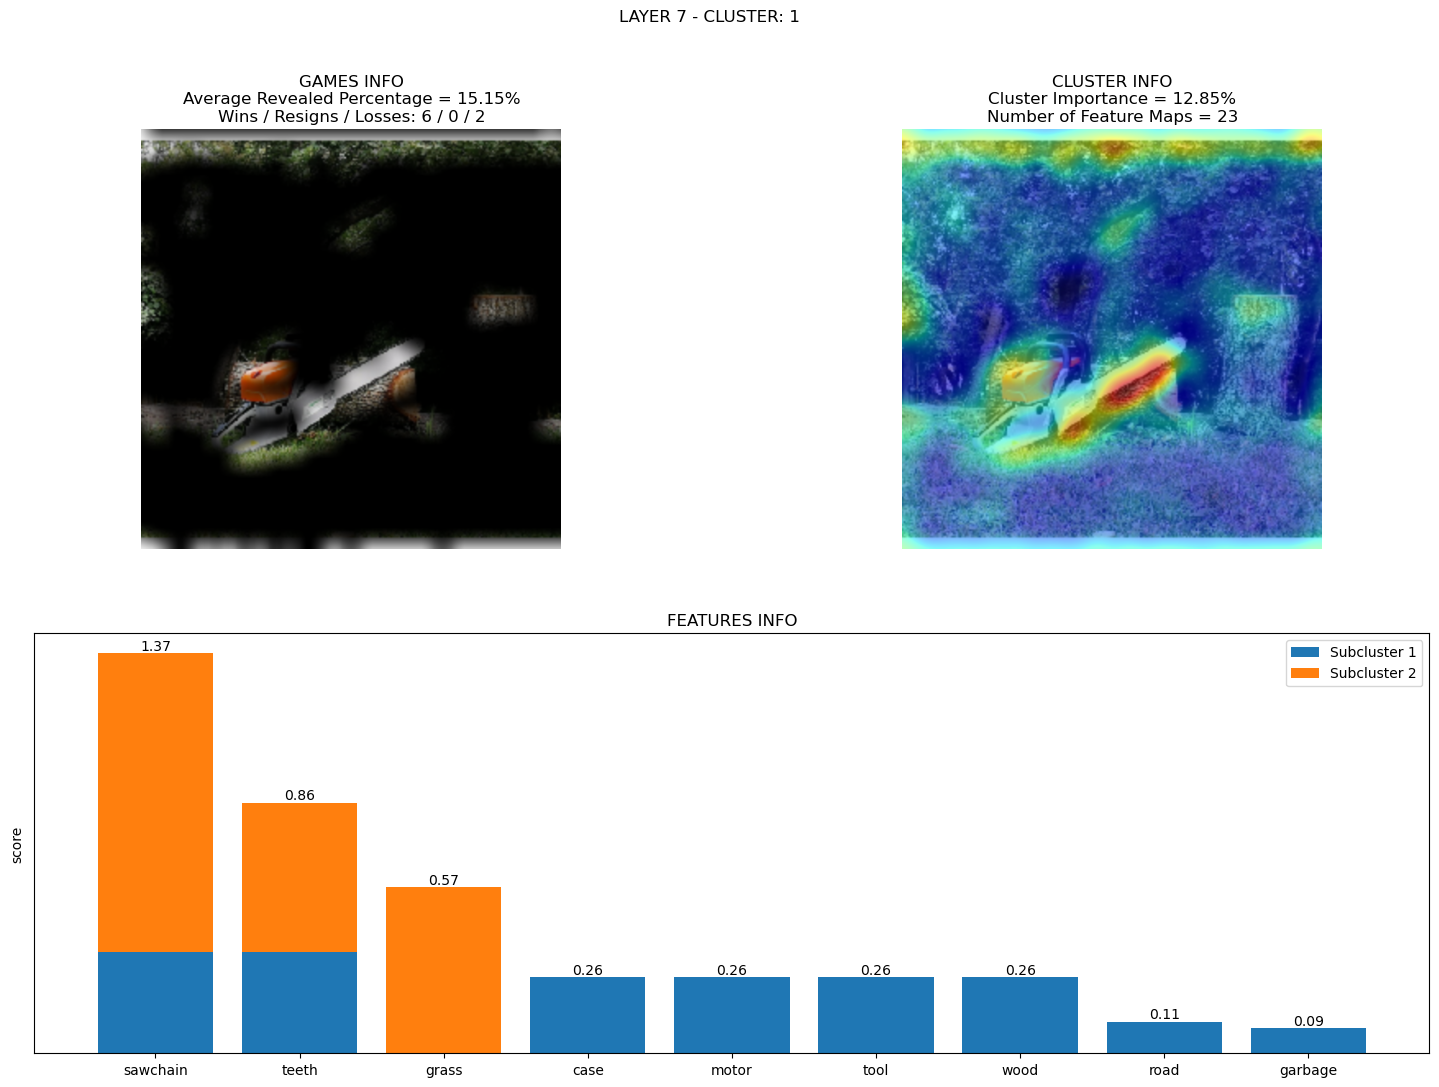 LAYER 7 - CLUSTER: 1
GAMES INFO
Average Revealed Percentage = 15.15%
Wins / Resigns / Losses: 6 / 0 / 2
CLUSTER INFO
Cluster Importance = 12.85%
Number of Feature Maps = 23
FEATURES INFO
score
1.37
0.86
0.57
0.26
0.26
0.26
0.26
0.11
0.09
Subcluster 1
Subcluster 2
sawchain
teeth
grass
case
motor
tool
wood
road
garbage